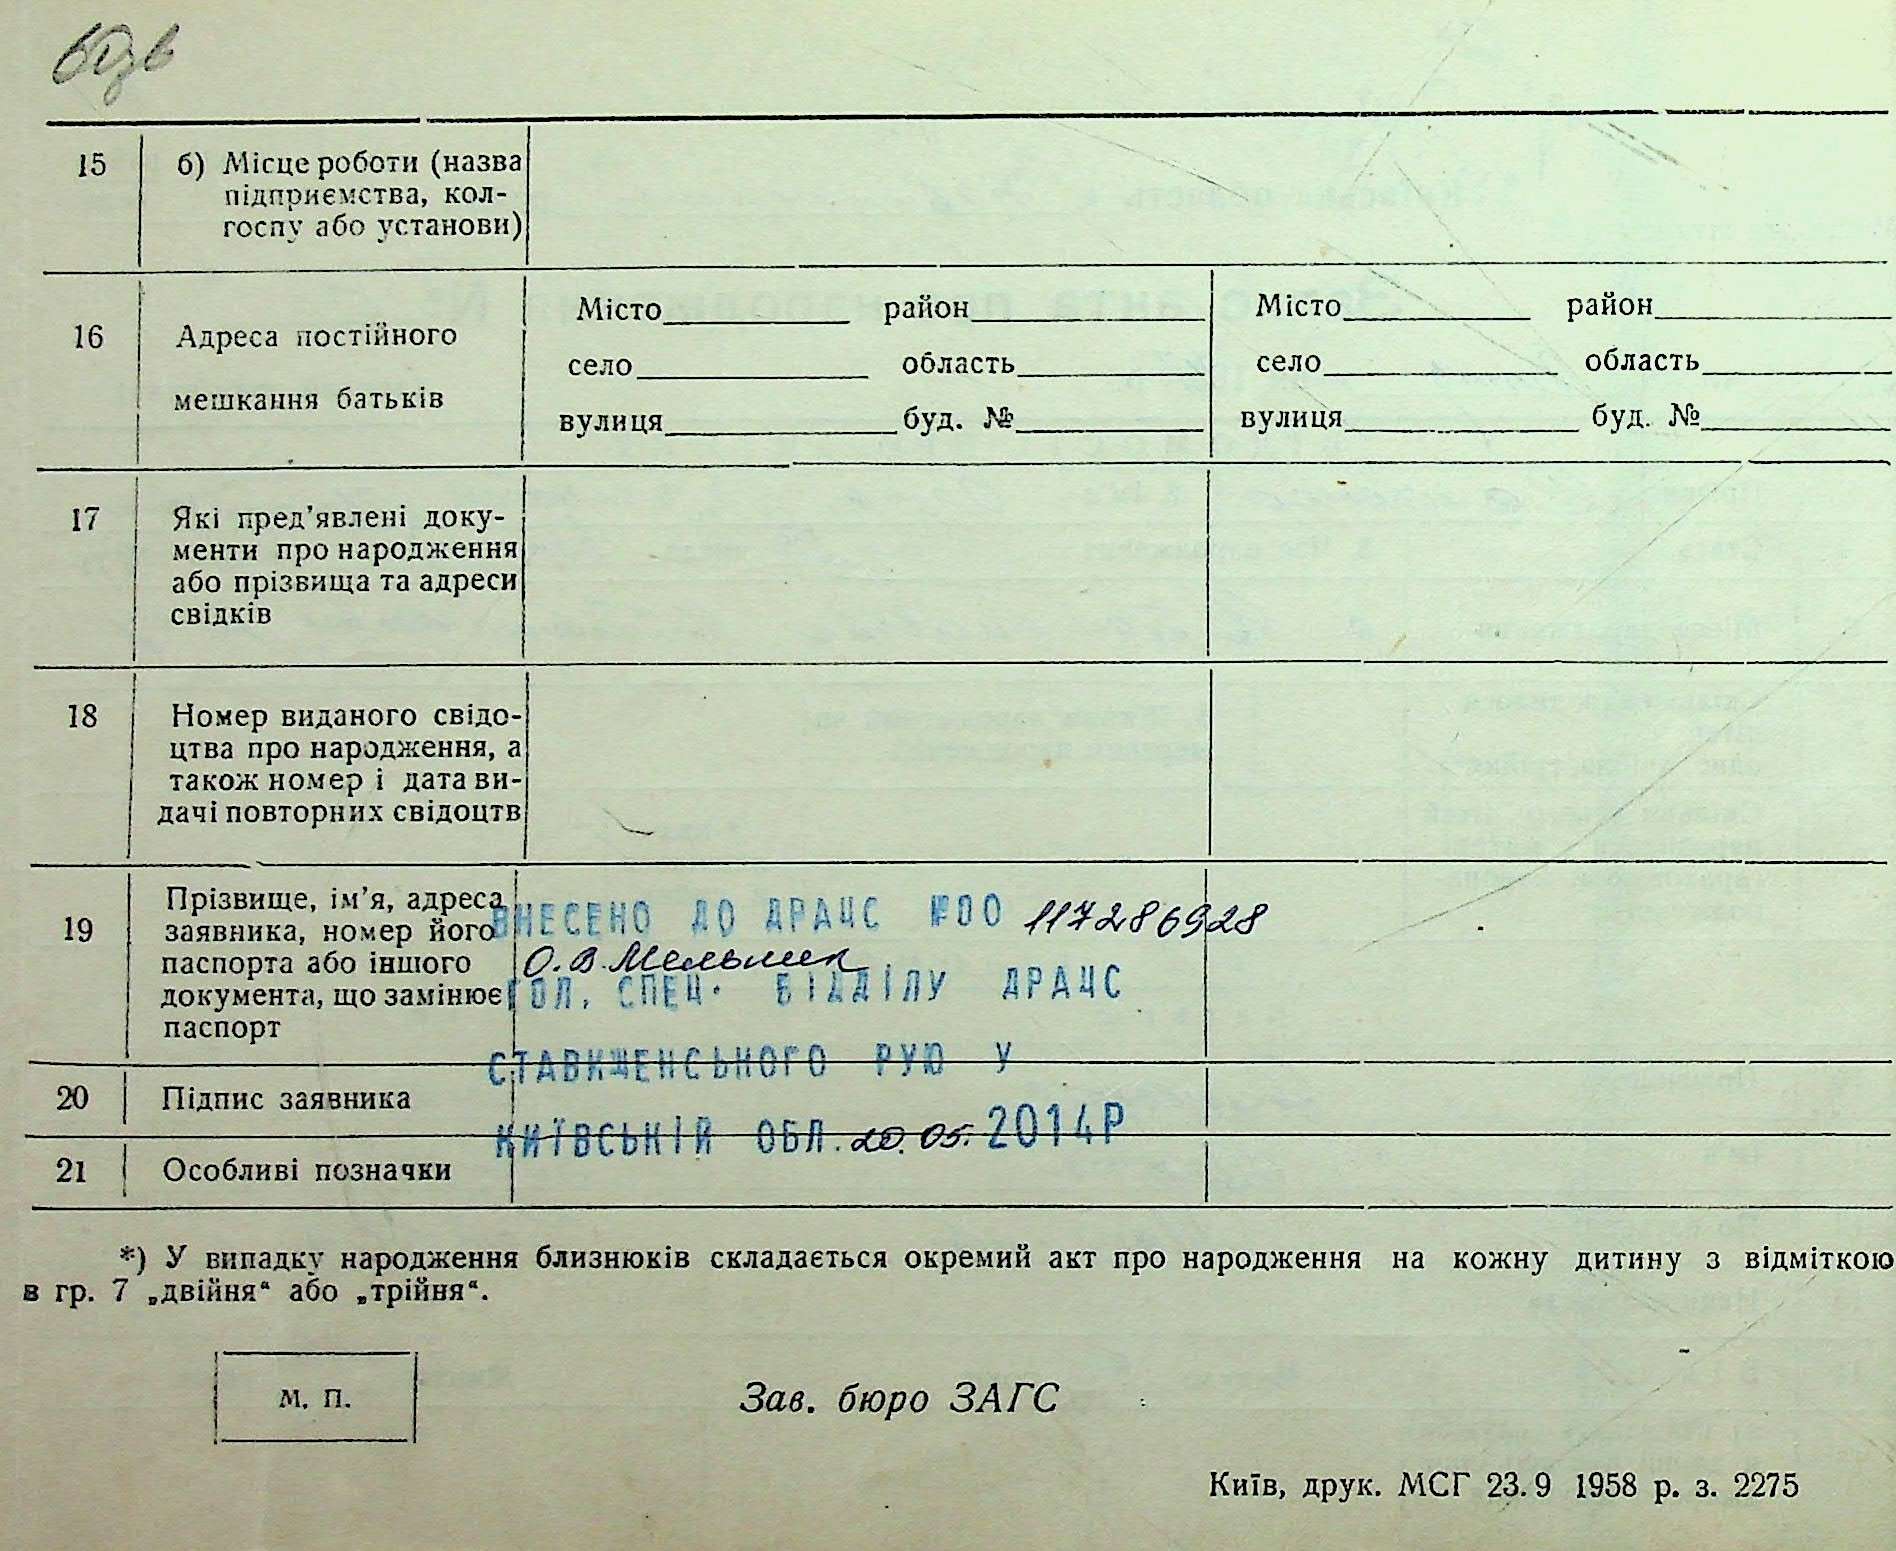 15 б) Місце роботи (назва
підприємства, кол-
госпу або установи)
16 Адреса постійного
мешкання батьків
Місто район
село область
вулиця буд. №
Місто район
село область
вулиця буд. №
17 Які пред’явлені доку-
менти про народження
або прізвища та адреси
свідків
18 Номер виданого свідо-
цтва про народження, а
також номер і дата ви-
дачі повторних свідоцтв
19 Прізвище, ім’я, адреса
заявника, номер його
паспорта або іншого
документа, що замінює
паспорт
ВНЕСЕНО ДО ДРАЦС №00 117286928
О.В. Мельник
ГОЛ. СПЕЦ. ВІДДІЛУ ДРАЦС
СТАВИЩЕНСЬКОГО РУЮ У
КИЇВСЬКІЙ ОБЛ. 20.05. 2014Р
20 Підпис заявника
21 Особливі позначки
*) У випадку народження близнюків складається окремий акт про народження на кожну дитину з відміткою
в гр. 7 „двійня“ або „трійня“.
М. П.
Зав. бюро ЗАГС
Київ, друк. МСГ 23.9 1958 р. з. 2275